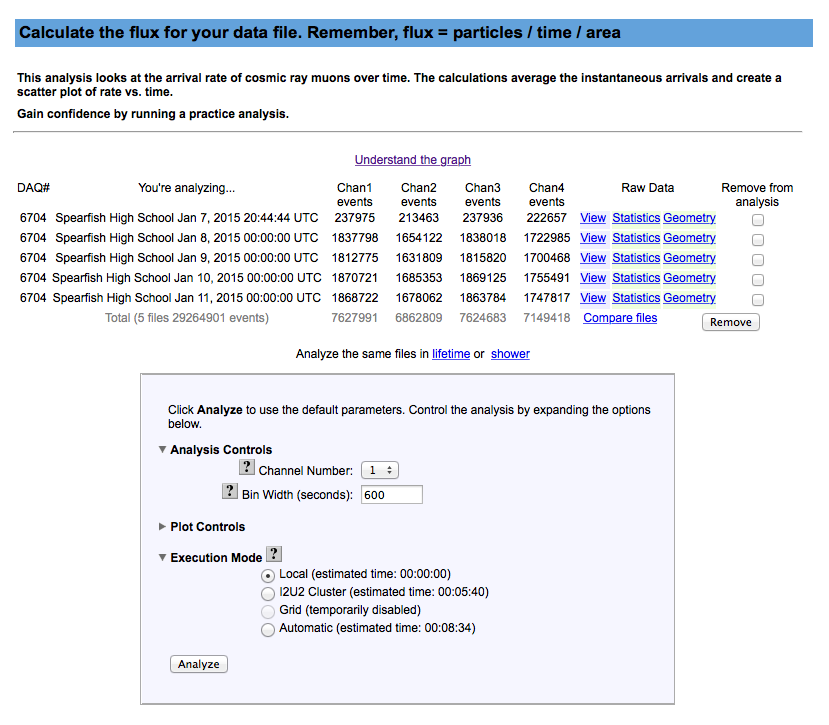 Calculate the flux for your data file. Remember, flux = particles / time / area
This analysis looks at the arrival rate of cosmic ray muons over time. The calculations average the instantaneous arrivals and create a
scatter plot of rate vs. time.
Gain confidence by running a practice analysis.
Understand the graph
DAQ# You're analyzing... Chan1 events Chan2 events Chan3 events Chan4 events Raw Data Remove from analysis
6704 Spearfish High School Jan 7, 2015 20:44:44 UTC 237975 213463 237936 222657 View Statistics Geometry
6704 Spearfish High School Jan 8, 2015 00:00:00 UTC 1837798 1654122 1838018 1722985 View Statistics Geometry
6704 Spearfish High School Jan 9, 2015 00:00:00 UTC 1812775 1631809 1815820 1700468 View Statistics Geometry
6704 Spearfish High School Jan 10, 2015 00:00:00 UTC 1870721 1685353 1869125 1755491 View Statistics Geometry
6704 Spearfish High School Jan 11, 2015 00:00:00 UTC 1868722 1678062 1863784 1747817 View Statistics Geometry
Total (5 files 29264901 events) 7627991 6862809 7624683 7149418 Compare files Remove
Analyze the same files in lifetime or shower
Click Analyze to use the default parameters. Control the analysis by expanding the options
below.
Analysis Controls
? Channel Number: 1
? Bin Width (seconds): 600
Plot Controls
Execution Mode ?
Local (estimated time: 00:00:00)
I2U2 Cluster (estimated time: 00:05:40)
Grid (temporarily disabled)
Automatic (estimated time: 00:08:34)
Analyze